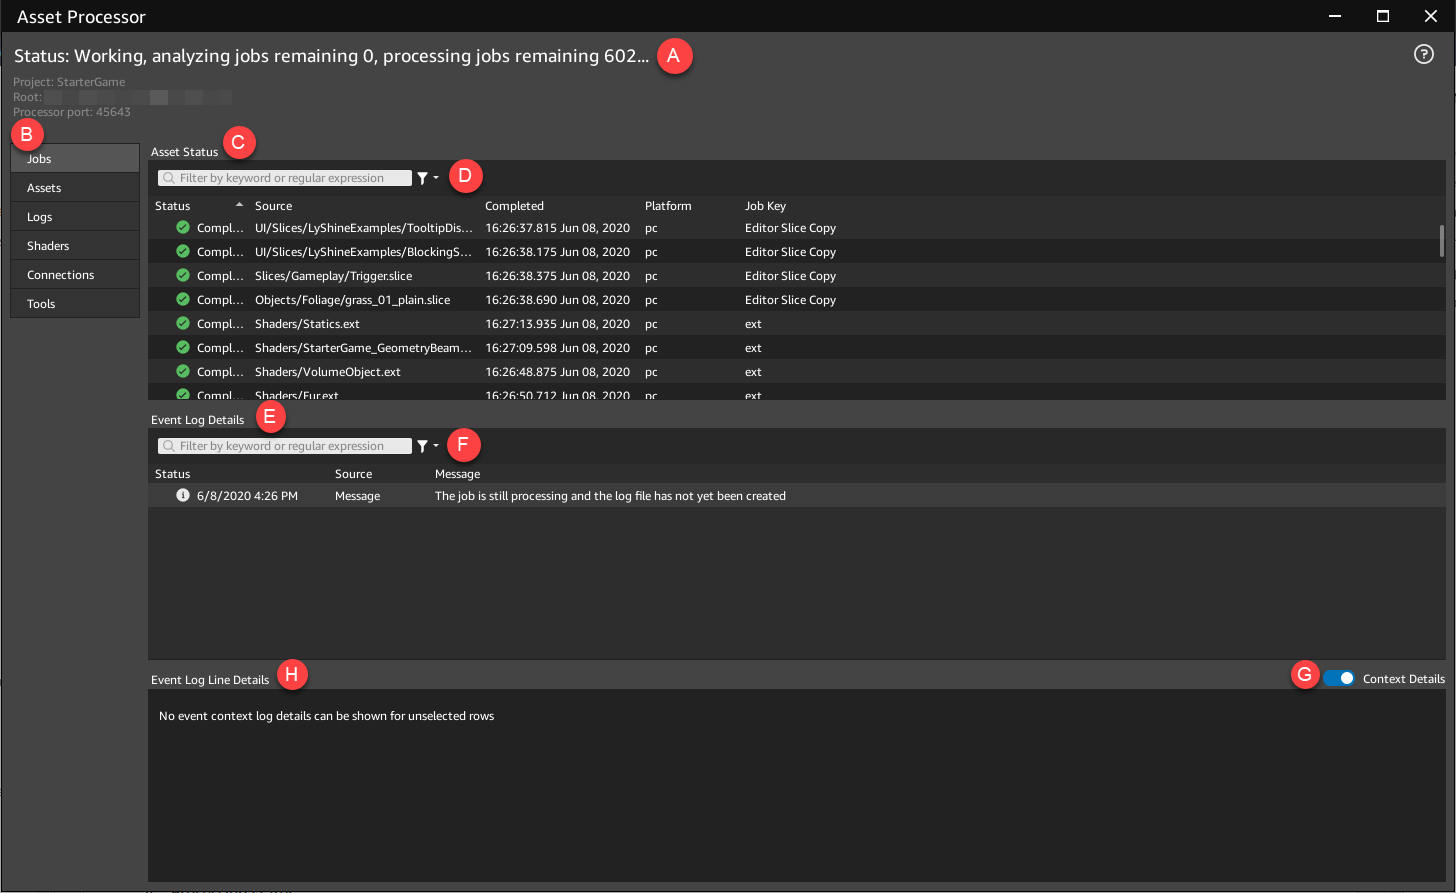 Asset Processor
Status: Working, analyzing jobs remaining 0, processing jobs remaining 602... A
Project: StarterGame
Root:
Processor port: 45643
B
Jobs
Assets
Logs
Shaders
Connections
Tools
Asset Status C
Filter by keyword or regular expression D
Status Source Completed Platform Job Key
Compl... UI/Slices/LyShineExamples/TooltipDis... 16:26:37.815 Jun 08, 2020 pc Editor Slice Copy
Compl... UI/Slices/LyShineExamples/BlockingS... 16:26:38.175 Jun 08, 2020 pc Editor Slice Copy
Compl... Slices/Gameplay/Trigger.slice 16:26:38.375 Jun 08, 2020 pc Editor Slice Copy
Compl... Objects/Foliage/grass_01_plain.slice 16:26:38.690 Jun 08, 2020 pc Editor Slice Copy
Compl... Shaders/Statics.ext 16:27:13.935 Jun 08, 2020 pc ext
Compl... Shaders/StarterGame_GeometryBeam... 16:27:09.598 Jun 08, 2020 pc ext
Compl... Shaders/VolumeObject.ext 16:26:48.875 Jun 08, 2020 pc ext
Compl... Shaders/Fur.ext 16:26:50.712 Jun 08, 2020 pc ext
Event Log Details E
Filter by keyword or regular expression F
Status Source Message
6/8/2020 4:26 PM Message The job is still processing and the log file has not yet been created
Event Log Line Details H
G Context Details
No event context log details can be shown for unselected rows